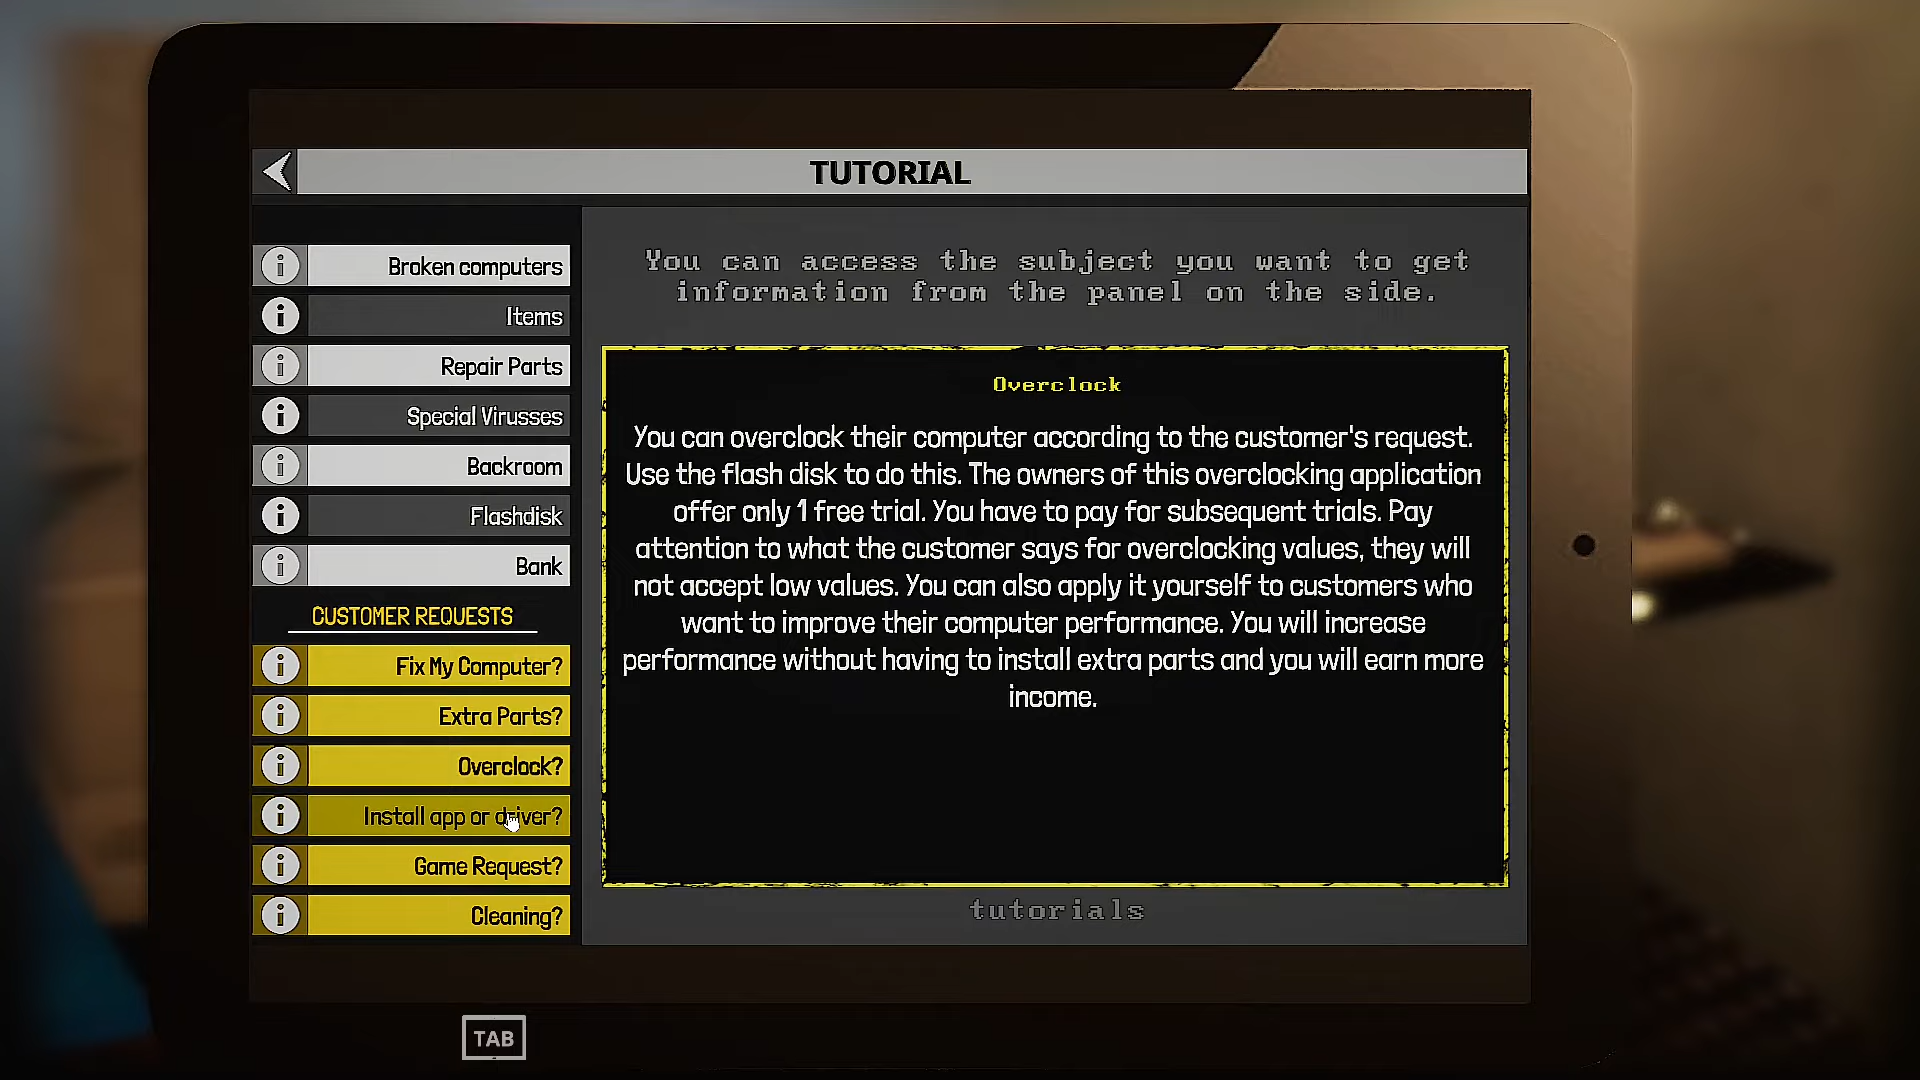 TUTORIAL
Broken computers
Items
Repair Parts
Special Virusses
Backroom
Flashdisk
Bank
CUSTOMER REQUESTS
Fix My Computer?
Extra Parts?
Overclock?
Install app or driver?
Game Request?
Cleaning?
You can access the subject you want to get
information from the panel on the side.
Overclock
You can overclock their computer according to the customer's request.
Use the flash disk to do this. The owners of this overclocking application
offer only 1 free trial. You have to pay for subsequent trials. Pay
attention to what the customer says for overclocking values, they will
not accept low values. You can also apply it yourself to customers who
want to improve their computer performance. You will increase
performance without having to install extra parts and you will earn more
income.
tutorials
TAB